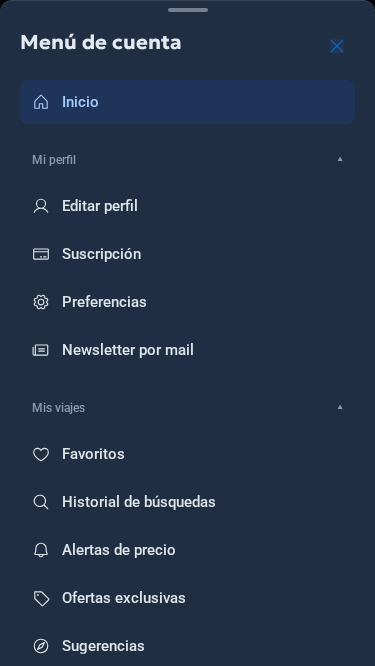 Menú de cuenta
Inicio
Mi perfil
Editar perfil
Suscripción
Preferencias
Newsletter por mail
Mis viajes
Favoritos
Historial de búsquedas
Alertas de precio
Ofertas exclusivas
Sugerencias